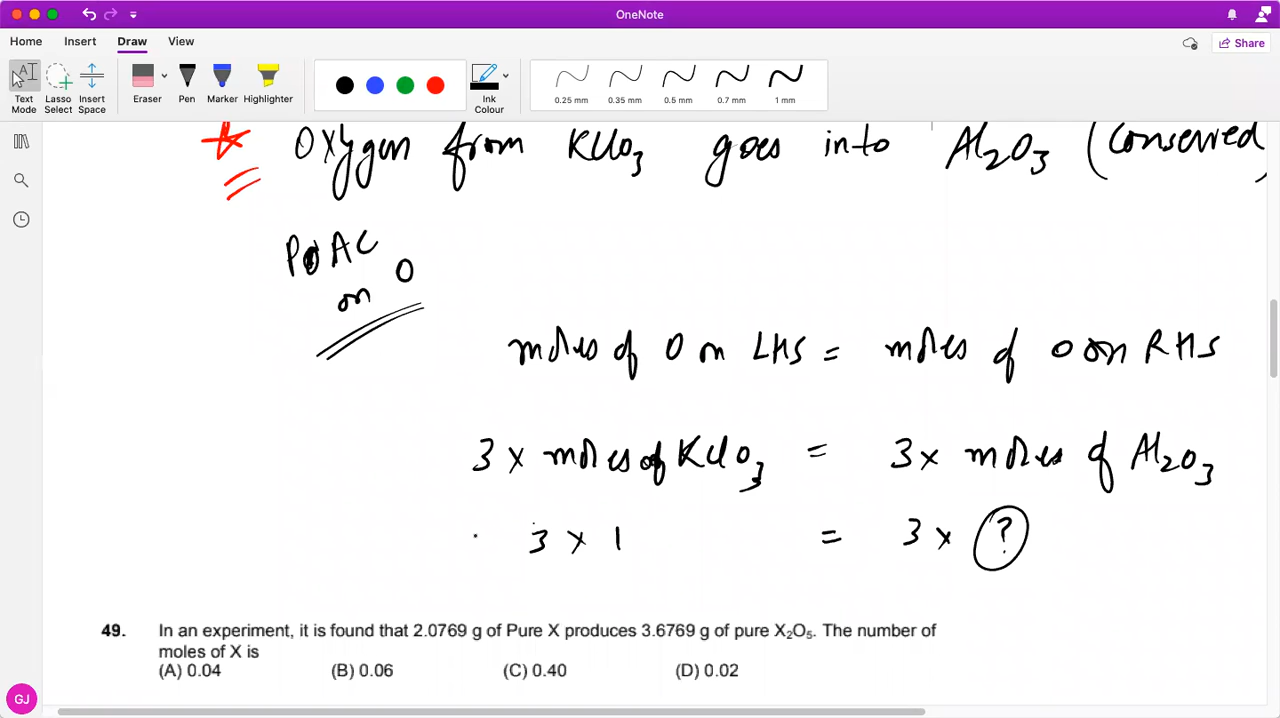 OneNote
Home Insert Draw View
Share
Text Mode
Lasso Select
Insert Space
Eraser
Pen
Marker
Highlighter
Ink Colour
0.25 mm 0.35 mm 0.5 mm 0.7 mm 1 mm
Oxygen from KClO3 goes into Al2O3 (Conserved
POAC
on O
moles of O on LHS = moles of O on RHS
3 × moles of KClO3 = 3 × moles of Al2O3
3 × 1 = 3 × ?
49. In an experiment, it is found that 2.0769 g of Pure X produces 3.6769 g of pure X2O5. The number of
moles of X is
(A) 0.04 (B) 0.06 (C) 0.40 (D) 0.02
GJ